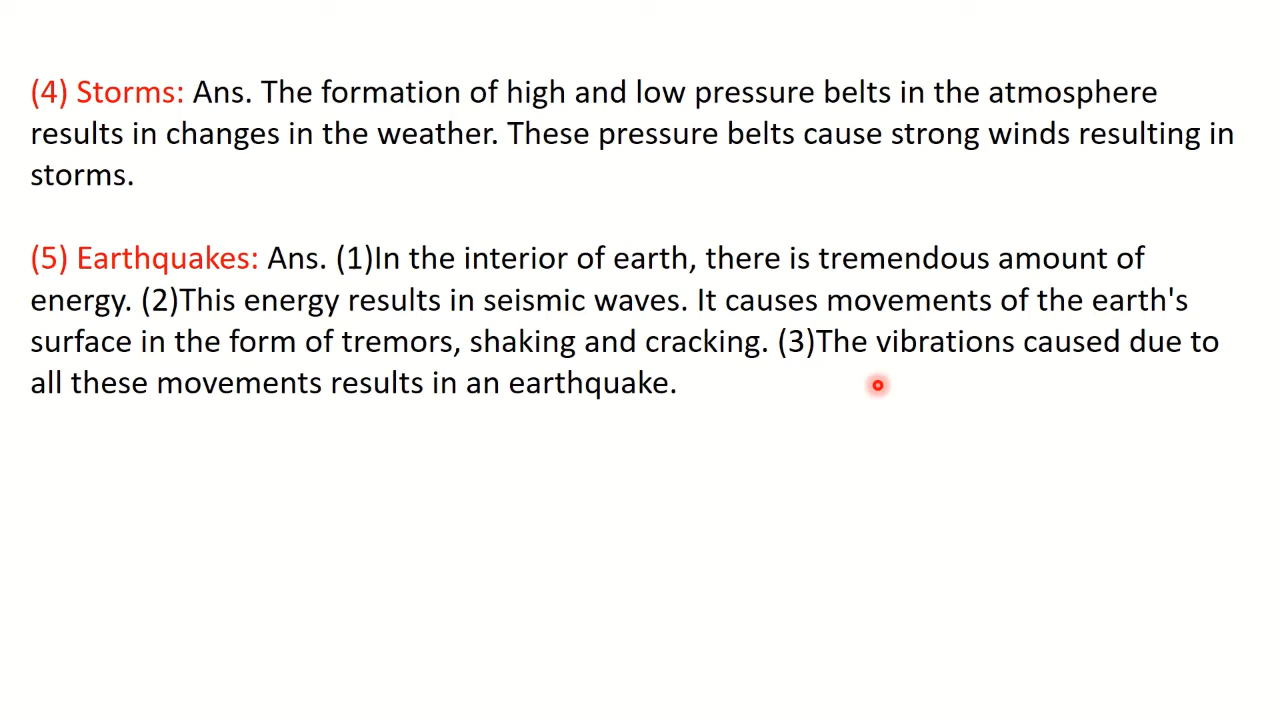 (4) Storms: Ans. The formation of high and low pressure belts in the atmosphere
results in changes in the weather. These pressure belts cause strong winds resulting in
storms.
(5) Earthquakes: Ans. (1)In the interior of earth, there is tremendous amount of
energy. (2)This energy results in seismic waves. It causes movements of the earth's
surface in the form of tremors, shaking and cracking. (3)The vibrations caused due to
all these movements results in an earthquake.